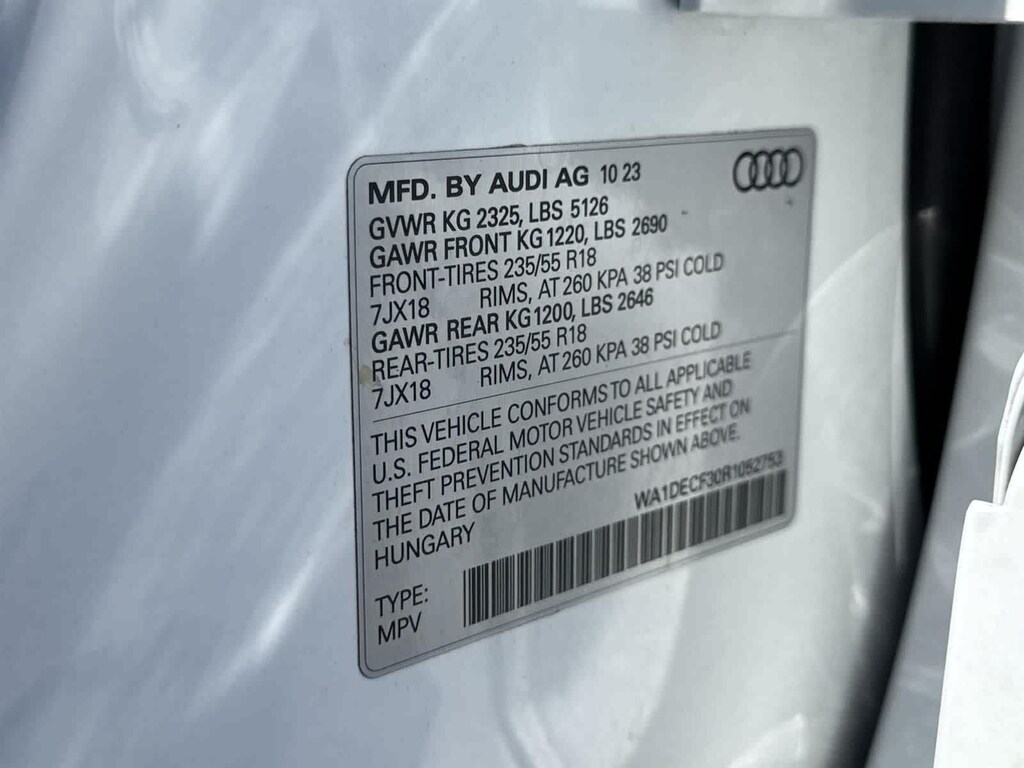 MFD. BY AUDI AG 10 23
GVWR KG 2325, LBS 5126
GAWR FRONT KG 1220, LBS 2690
FRONT-TIRES 235/55 R18
7JX18 RIMS, AT 260 KPA 38 PSI COLD
GAWR REAR KG 1200, LBS 2646
REAR-TIRES 235/55 R18
7JX18 RIMS, AT 260 KPA 38 PSI COLD
THIS VEHICLE CONFORMS TO ALL APPLICABLE
U.S. FEDERAL MOTOR VEHICLE SAFETY AND
THEFT PREVENTION STANDARDS IN EFFECT ON
THE DATE OF MANUFACTURE SHOWN ABOVE.
HUNGARY WA1DECF30R1052753
TYPE:
MPV